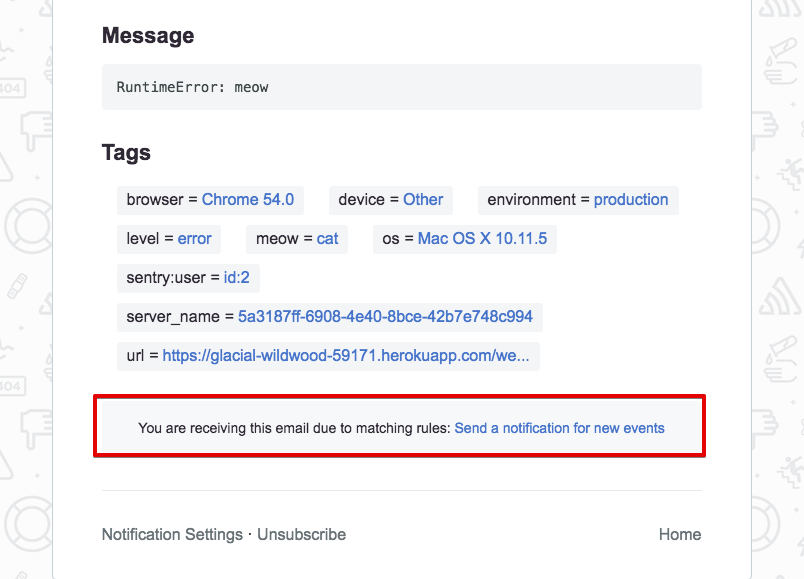 Message
RuntimeError: meow
Tags
browser = Chrome 54.0 device = Other environment = production
level = error meow = cat os = Mac OS X 10.11.5
sentry:user = id:2
server_name = 5a3187ff-6908-4e40-8bce-42b7e748c994
url = https://glacial-wildwood-59171.herokuapp.com/we...
You are receiving this email due to matching rules: Send a notification for new events
Notification Settings · Unsubscribe Home
404
404